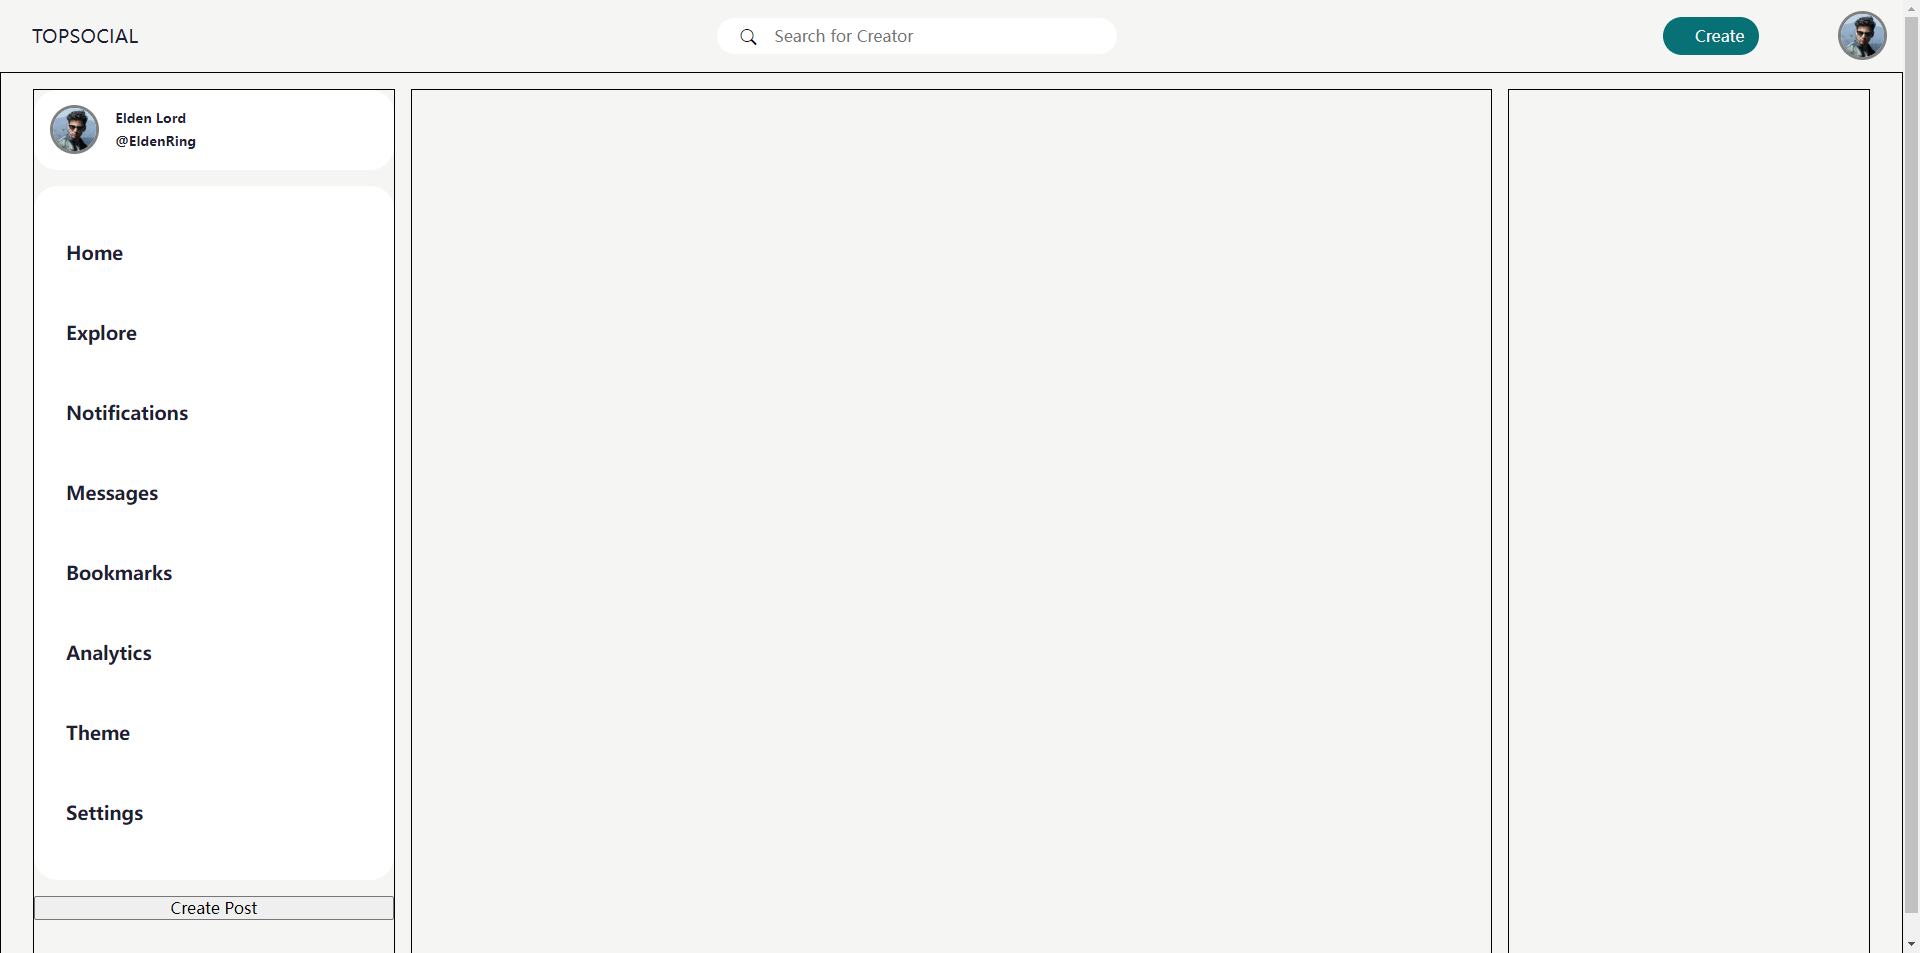 TOPSOCIAL
Search for Creator
Create
Elden Lord
@EldenRing
Home
Explore
Notifications
Messages
Bookmarks
Analytics
Theme
Settings
Create Post